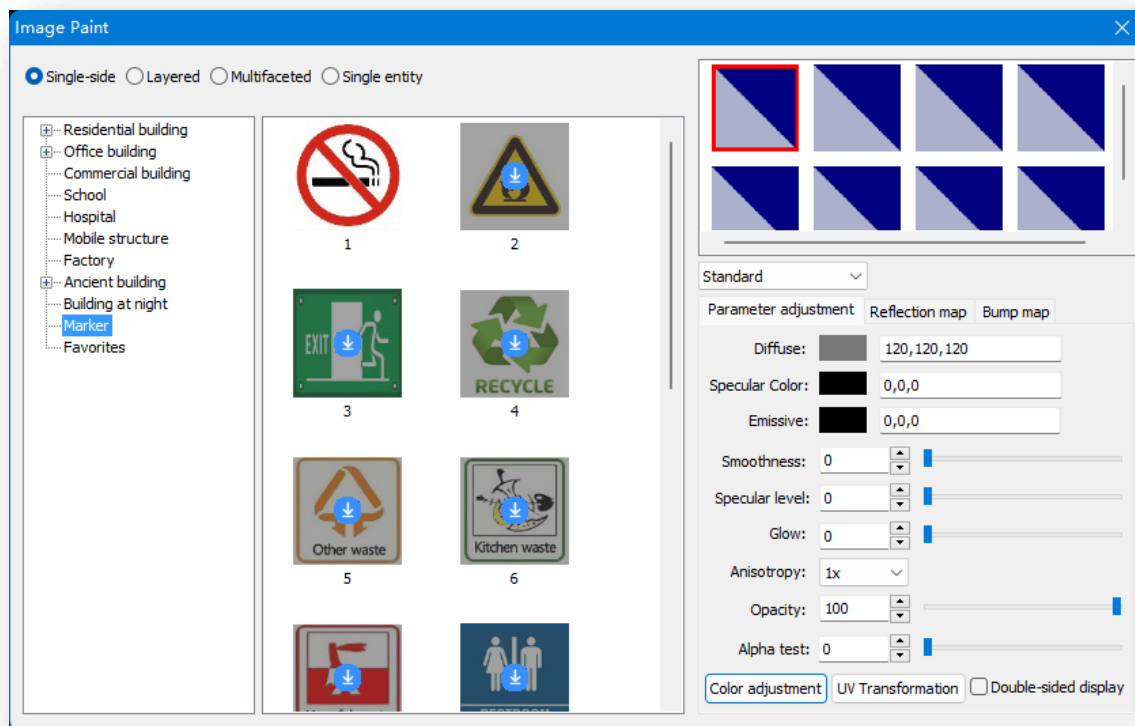 Image Paint
Single-side Layered Multifaceted Single entity
Residential building
Office building
Commercial building
School
Hospital
Mobile structure
Factory
Ancient building
Building at night
Marker
Favorites
1
2
EXIT
3
RECYCLE
4
Other waste
5
Kitchen waste
6
Standard
Parameter adjustment Reflection map Bump map
Diffuse: 120,120,120
Specular Color: 0,0,0
Emissive: 0,0,0
Smoothness: 0
Specular level: 0
Glow: 0
Anisotropy: 1x
Opacity: 100
Alpha test: 0
Color adjustment UV Transformation Double-sided display